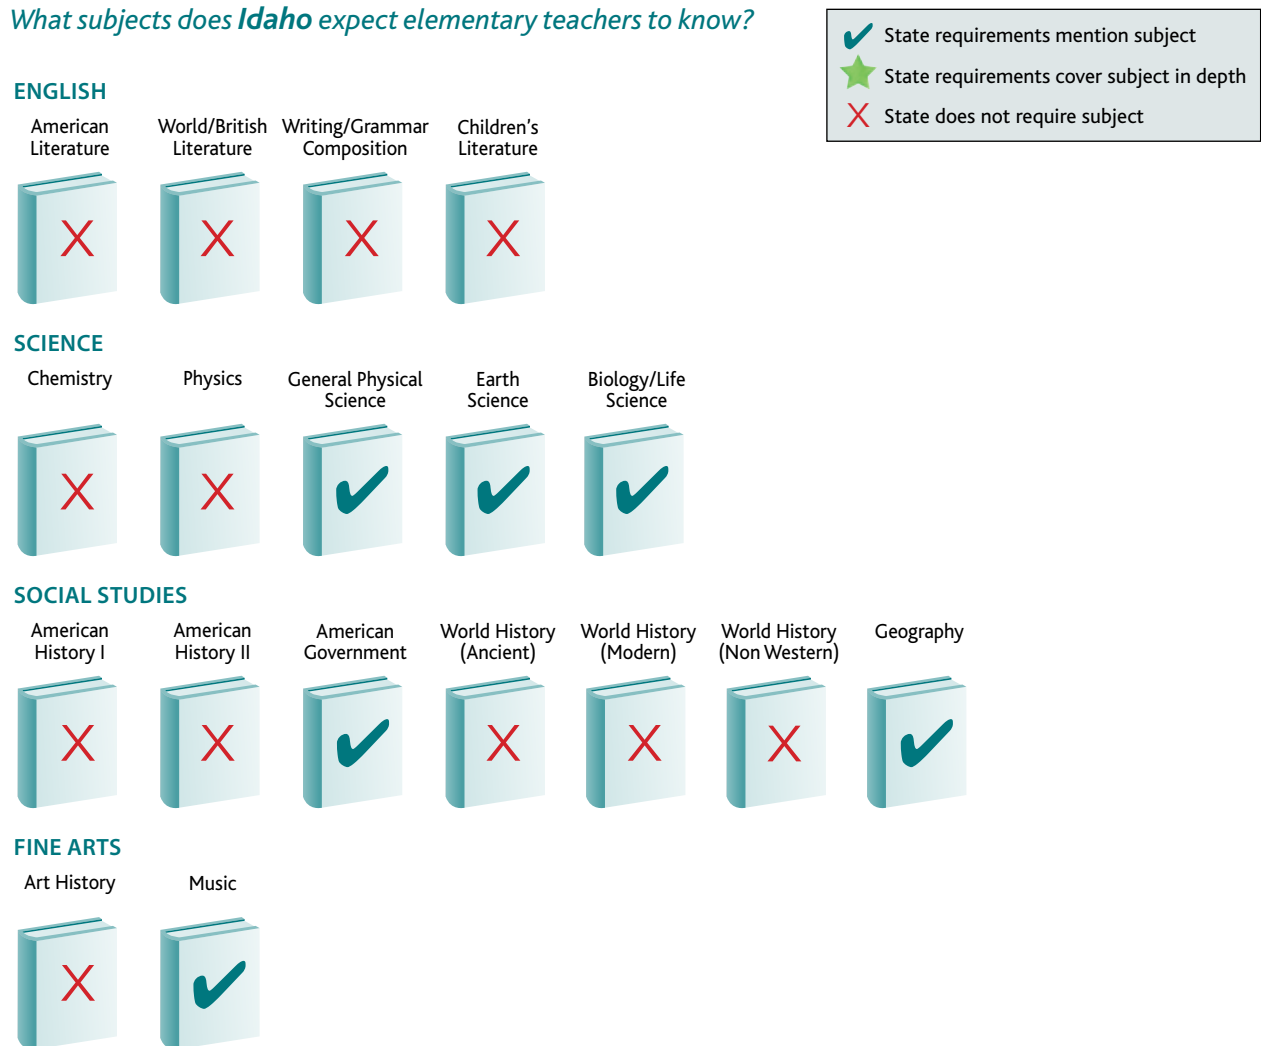 What subjects does Idaho expect elementary teachers to know?
State requirements mention subject
State requirements cover subject in depth
State does not require subject
ENGLISH
American
Literature
World/British
Literature
Writing/Grammar
Composition
Children's
Literature
X X X X
SCIENCE
Chemistry
Physics
General Physical
Science
Earth
Science
Biology/Life
Science
X X
SOCIAL STUDIES
American
History I
American
History II
American
Government
World History
(Ancient)
World History
(Modern)
World History
(Non Western)
Geography
X X X X X
FINE ARTS
Art History
Music
X